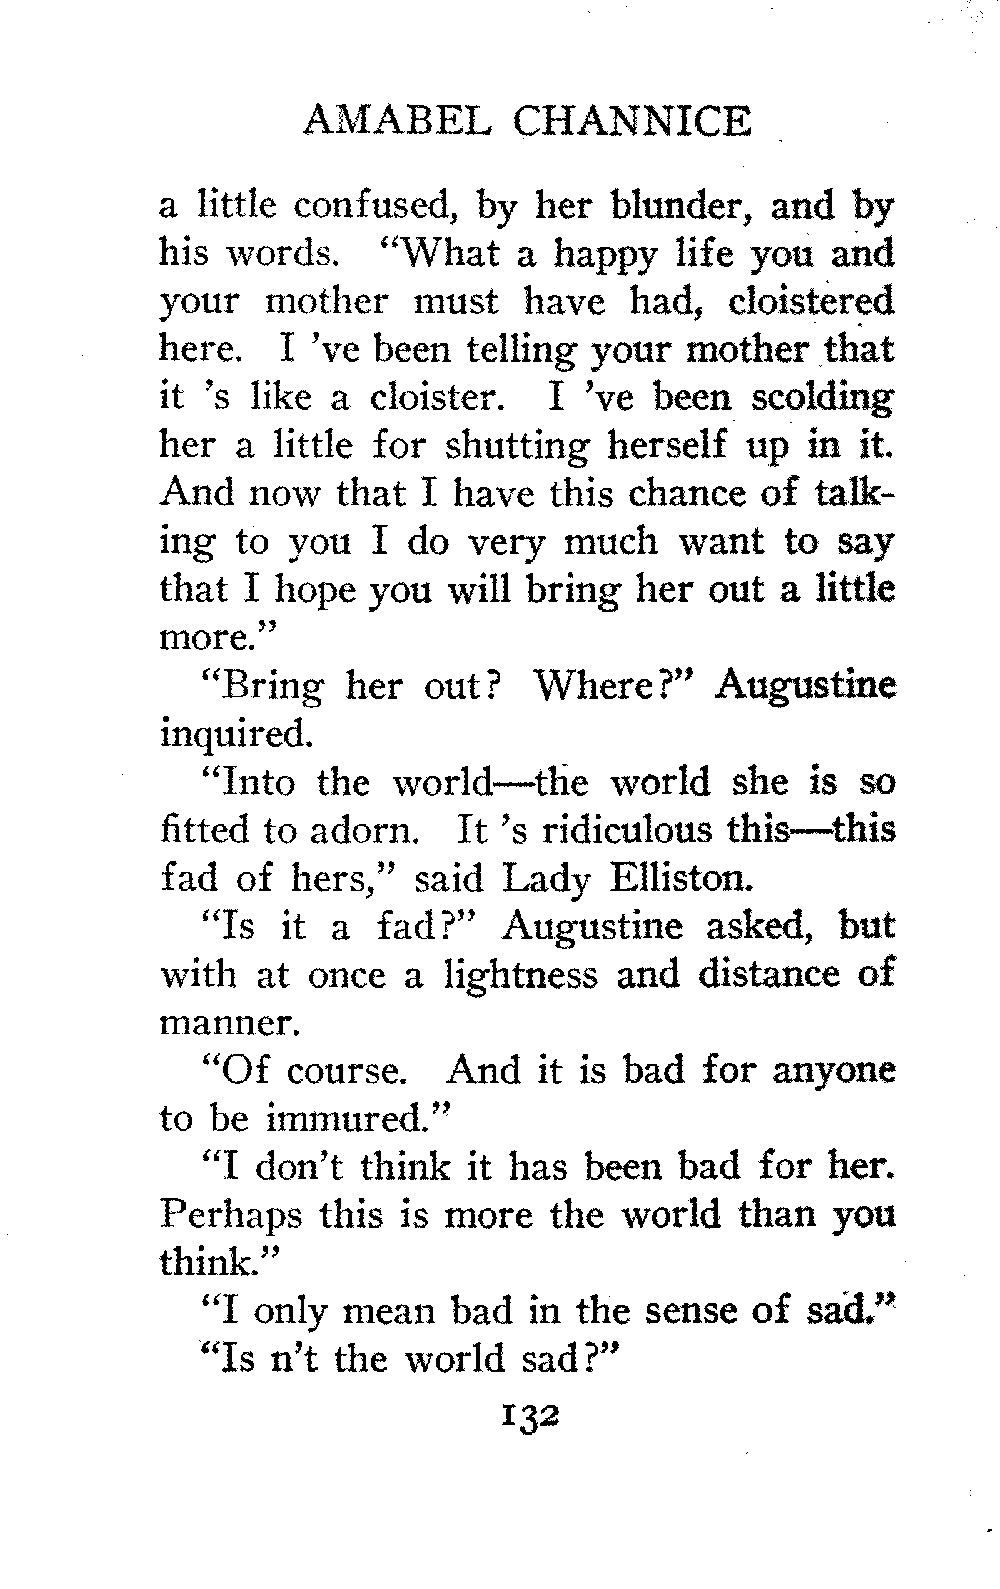 AMABEL CHANNICE
a little confused, by her blunder, and by
his words. "What a happy life you and
your mother must have had, cloistered
here. I 've been telling your mother that
it 's like a cloister. I 've been scolding
her a little for shutting herself up in it.
And now that I have this chance of talk-
ing to you I do very much want to say
that I hope you will bring her out a little
more."
"Bring her out? Where?" Augustine
inquired.
"Into the world—the world she is so
fitted to adorn. It 's ridiculous this—this
fad of hers," said Lady Elliston.
"Is it a fad?" Augustine asked, but
with at once a lightness and distance of
manner.
"Of course. And it is bad for anyone
to be immured."
"I don't think it has been bad for her.
Perhaps this is more the world than you
think."
"I only mean bad in the sense of sad."
"Is n't the world sad?"
132